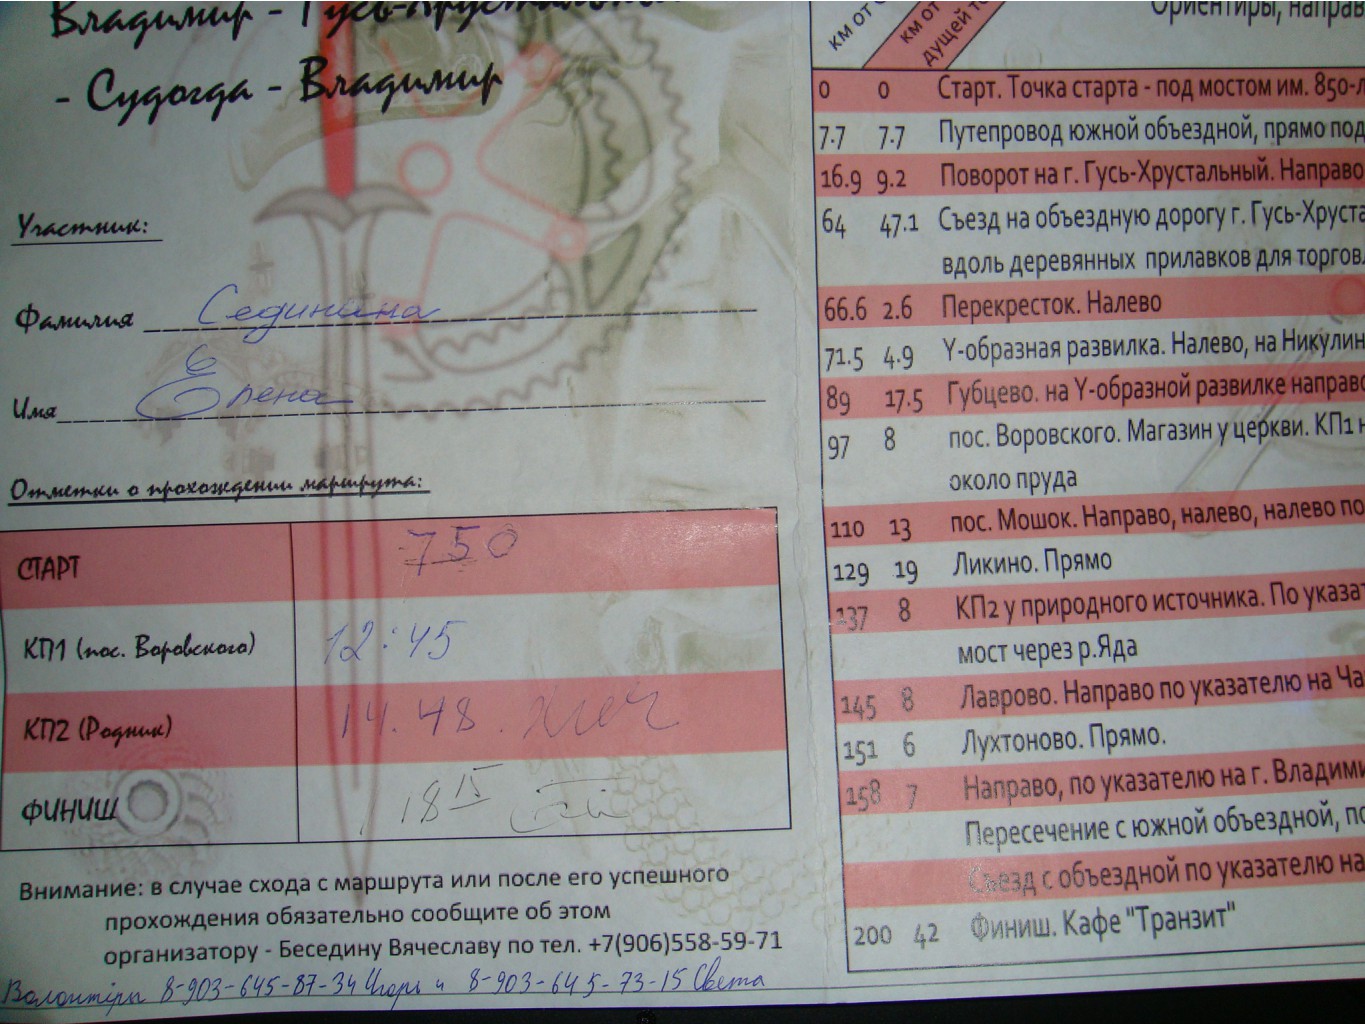 Владимир - Гусь-Хрустальный
- Судогда - Владимир
Участник:
Фамилия Сединина
Имя Елена
Отметки о прохождении маршрута:
СТАРТ 750
КП1 (пос. Воровского) 12:45
КП2 (Родник) 14.48.
ФИНИШ 18 15
Внимание: в случае схода с маршрута или после его успешного
прохождения обязательно сообщите об этом
организатору - Беседину Вячеславу по тел. +7(906)558-59-71
Волонтёры 8-903-645-87-34 Игорь и 8-903-645-73-15 Света
км от
км от
дущей то
Ориентиры, направ
0 0 Старт. Точка старта - под мостом им. 850-л
7.7 7.7 Путепровод южной объездной, прямо под
16.9 9.2 Поворот на г. Гусь-Хрустальный. Направо
64 47.1 Съезд на объездную дорогу г. Гусь-Хруста
вдоль деревянных прилавков для торгов
66.6 2.6 Перекресток. Налево
71.5 4.9 Y-образная развилка. Налево, на Никулин
89 17.5 Губцево. на Y-образной развилке направо
97 8 пос. Воровского. Магазин у церкви. КП1 н
около пруда
110 13 пос. Мошок. Направо, налево, налево по
129 19 Ликино. Прямо
137 8 КП2 у природного источника. По указат
мост через р.Яда
145 8 Лаврово. Направо по указателю на Ча
151 6 Лухтоново. Прямо.
158 7 Направо, по указателю на г. Владими
Пересечение с южной объездной, по
Съезд с объездной по указателю на
200 42 Финиш. Кафе "Транзит"